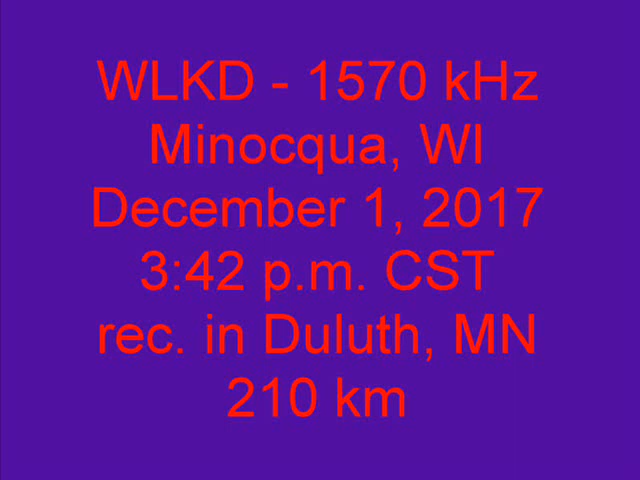 WLKD - 1570 kHz
Minocqua, WI
December 1, 2017
3:42 p.m. CST
rec. in Duluth, MN
210 km